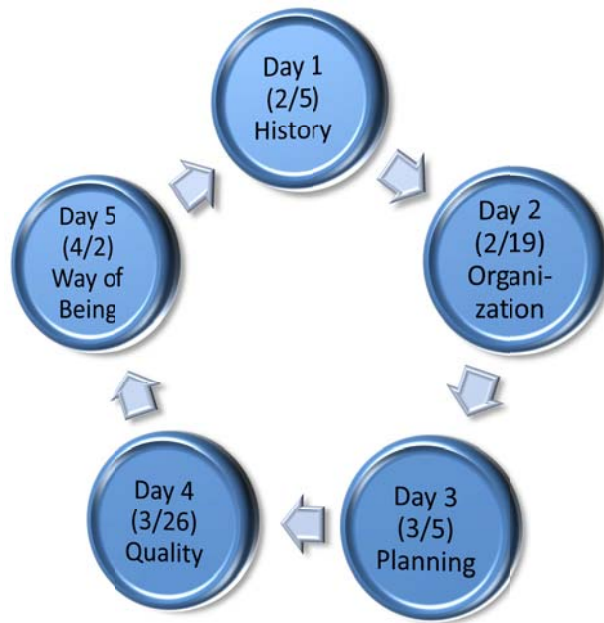 Day 1
(2/5)
History
Day 2
(2/19)
Organi-
zation
Day 3
(3/5)
Planning
Day 4
(3/26)
Quality
Day 5
(4/2)
Way of
Being